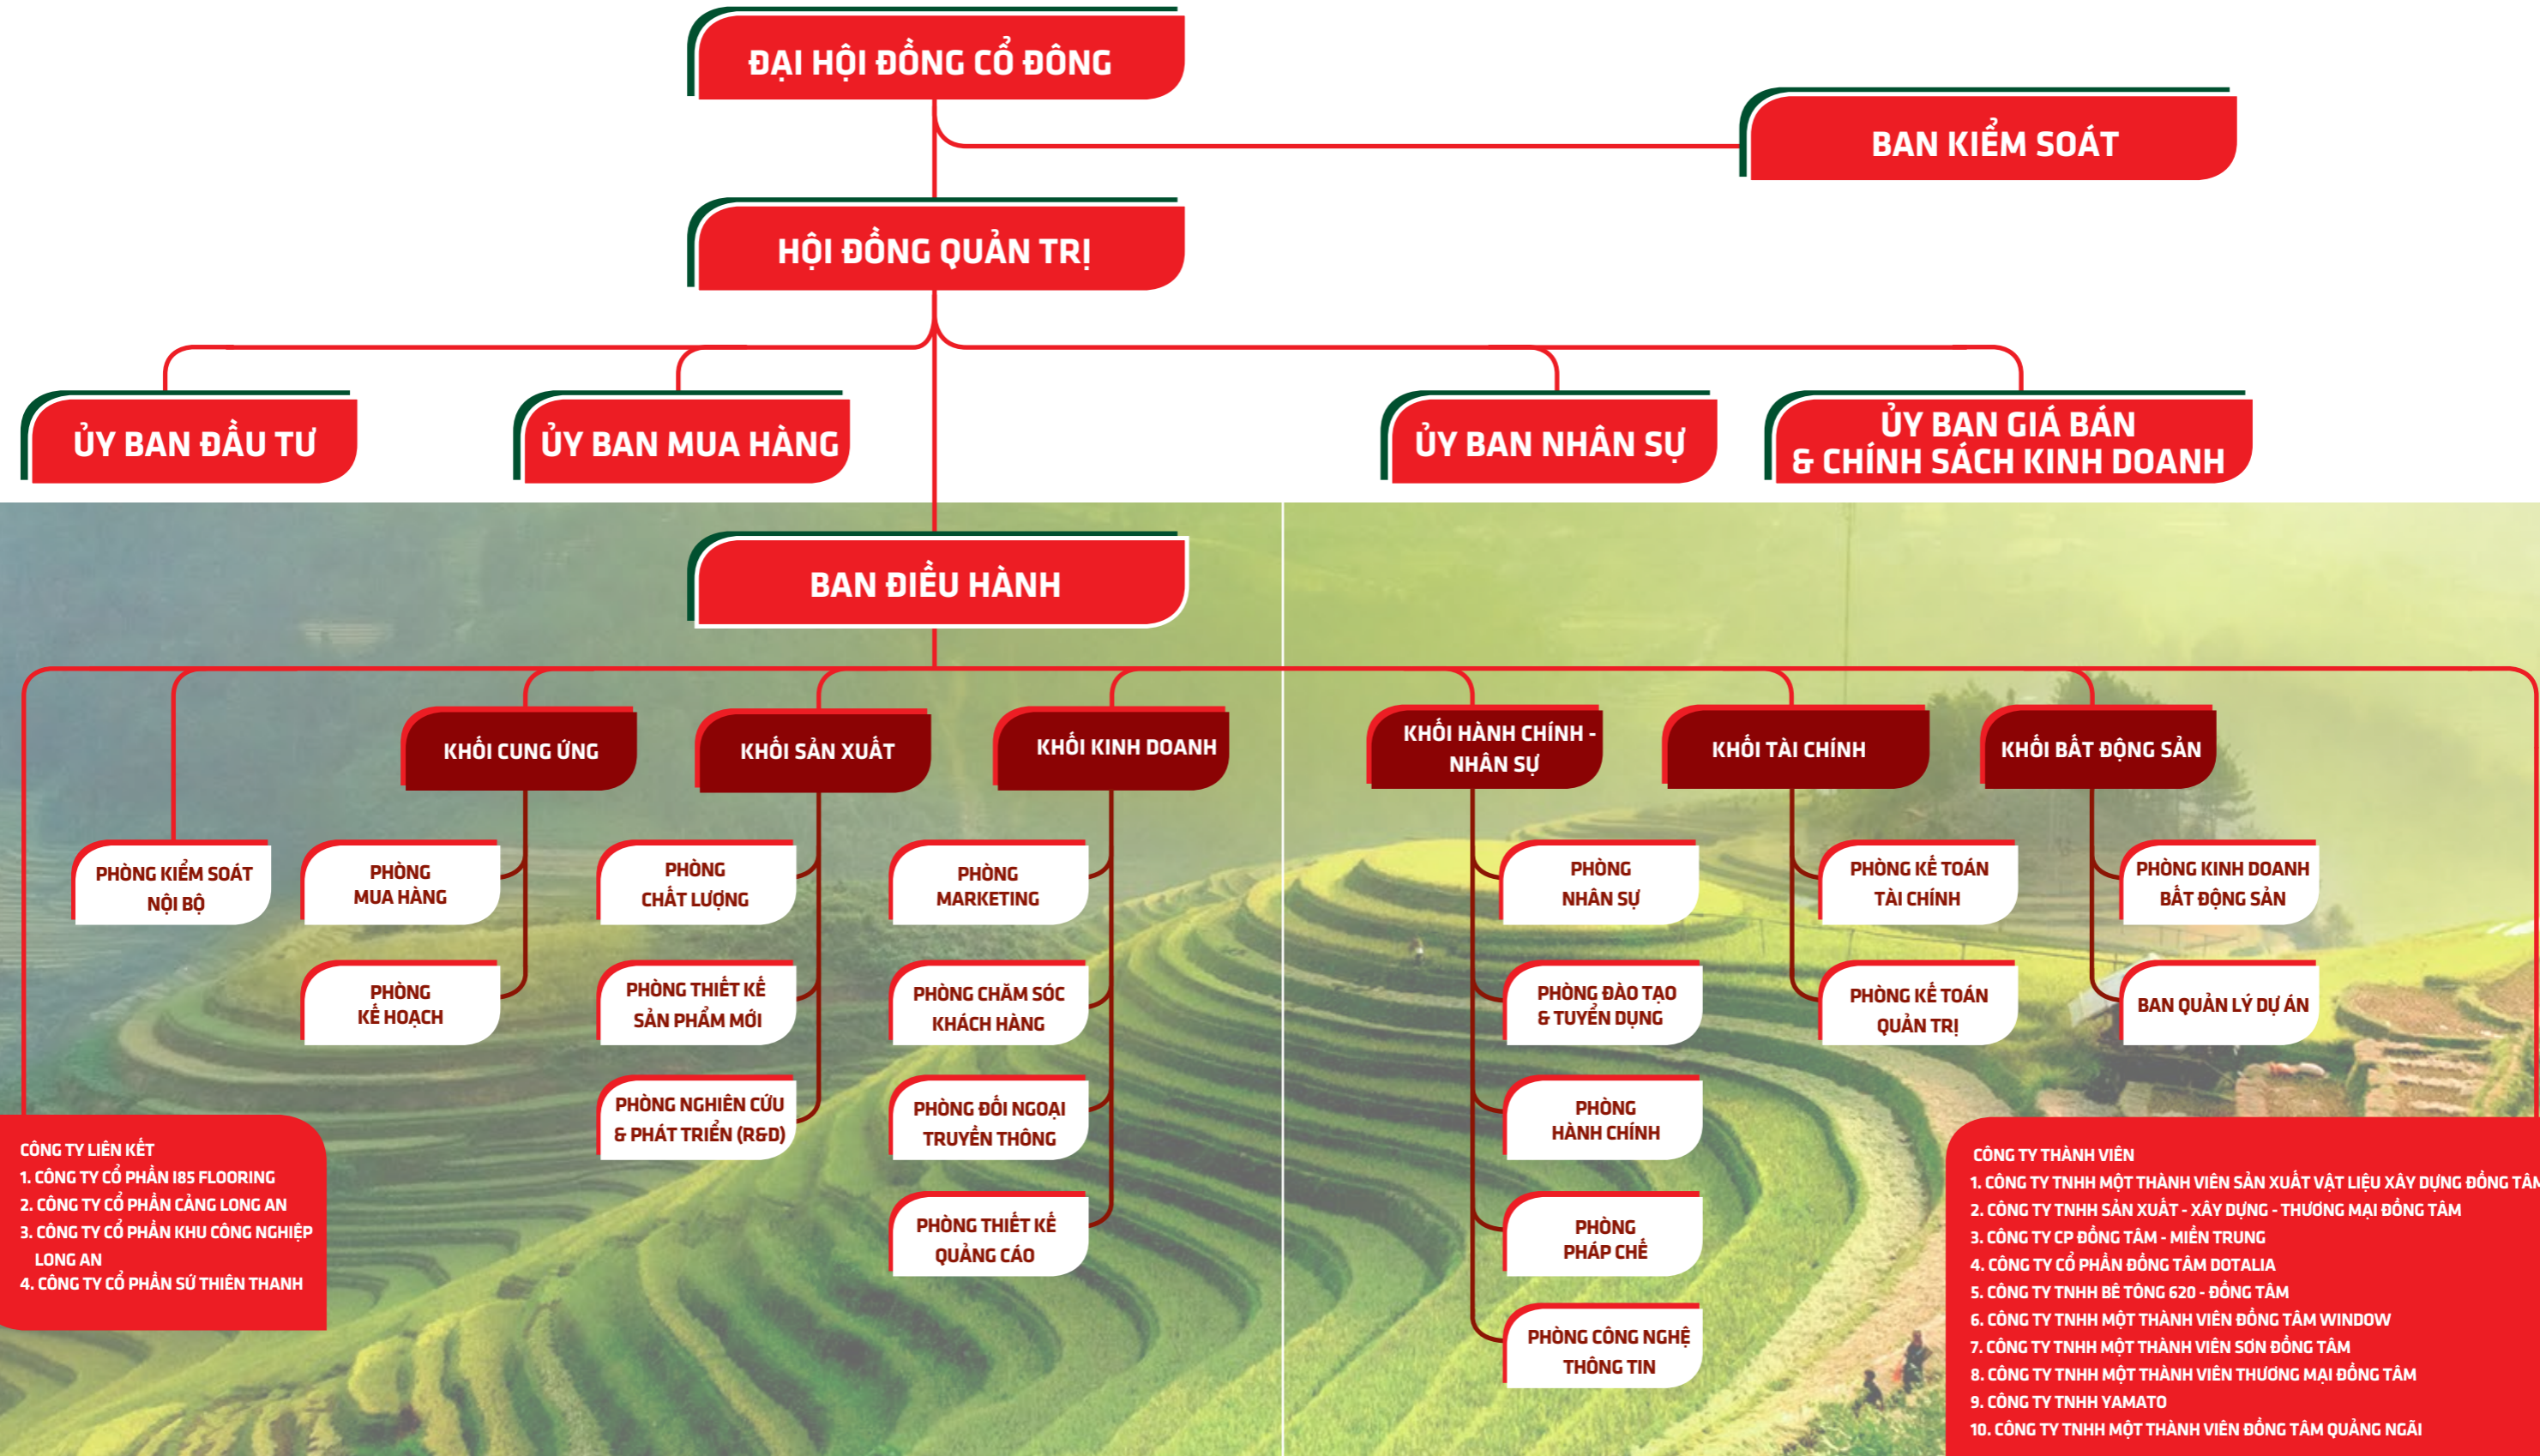 ĐẠI HỘI ĐỒNG CỔ ĐÔNG
BAN KIỂM SOÁT
HỘI ĐỒNG QUẢN TRỊ
ỦY BAN ĐẦU TƯ
ỦY BAN MUA HÀNG
ỦY BAN NHÂN SỰ
ỦY BAN GIÁ BÁN
& CHÍNH SÁCH KINH DOANH
BAN ĐIỀU HÀNH
KHỐI CUNG ỨNG
KHỐI SẢN XUẤT
KHỐI KINH DOANH
KHỐI HÀNH CHÍNH -
NHÂN SỰ
KHỐI TÀI CHÍNH
KHỐI BẤT ĐỘNG SẢN
PHÒNG KIỂM SOÁT
NỘI BỘ
PHÒNG
MUA HÀNG
PHÒNG
KẾ HOẠCH
PHÒNG
CHẤT LƯỢNG
PHÒNG THIẾT KẾ
SẢN PHẨM MỚI
PHÒNG NGHIÊN CỨU
& PHÁT TRIỂN (R&D)
PHÒNG
MARKETING
PHÒNG CHĂM SÓC
KHÁCH HÀNG
PHÒNG ĐỐI NGOẠI
TRUYỀN THÔNG
PHÒNG THIẾT KẾ
QUẢNG CÁO
PHÒNG
NHÂN SỰ
PHÒNG ĐÀO TẠO
& TUYỂN DỤNG
PHÒNG
HÀNH CHÍNH
PHÒNG
PHÁP CHẾ
PHÒNG CÔNG NGHỆ
THÔNG TIN
PHÒNG KẾ TOÁN
TÀI CHÍNH
PHÒNG KẾ TOÁN
QUẢN TRỊ
PHÒNG KINH DOANH
BẤT ĐỘNG SẢN
BAN QUẢN LÝ DỰ ÁN
CÔNG TY LIÊN KẾT
1. CÔNG TY CỔ PHẦN I85 FLOORING
2. CÔNG TY CỔ PHẦN CẢNG LONG AN
3. CÔNG TY CỔ PHẦN KHU CÔNG NGHIỆP
LONG AN
4. CÔNG TY CỔ PHẦN SỨ THIÊN THANH
CÔNG TY THÀNH VIÊN
1. CÔNG TY TNHH MỘT THÀNH VIÊN SẢN XUẤT VẬT LIỆU XÂY DỰNG ĐỒNG TÂM
2. CÔNG TY TNHH SẢN XUẤT - XÂY DỰNG - THƯƠNG MẠI ĐỒNG TÂM
3. CÔNG TY CP ĐỒNG TÂM - MIỀN TRUNG
4. CÔNG TY CỔ PHẦN ĐỒNG TÂM DOTALIA
5. CÔNG TY TNHH BÊ TÔNG 620 - ĐỒNG TÂM
6. CÔNG TY TNHH MỘT THÀNH VIÊN ĐỒNG TÂM WINDOW
7. CÔNG TY TNHH MỘT THÀNH VIÊN SƠN ĐỒNG TÂM
8. CÔNG TY TNHH MỘT THÀNH VIÊN THƯƠNG MẠI ĐỒNG TÂM
9. CÔNG TY TNHH YAMATO
10. CÔNG TY TNHH MỘT THÀNH VIÊN ĐỒNG TÂM QUẢNG NGÃI